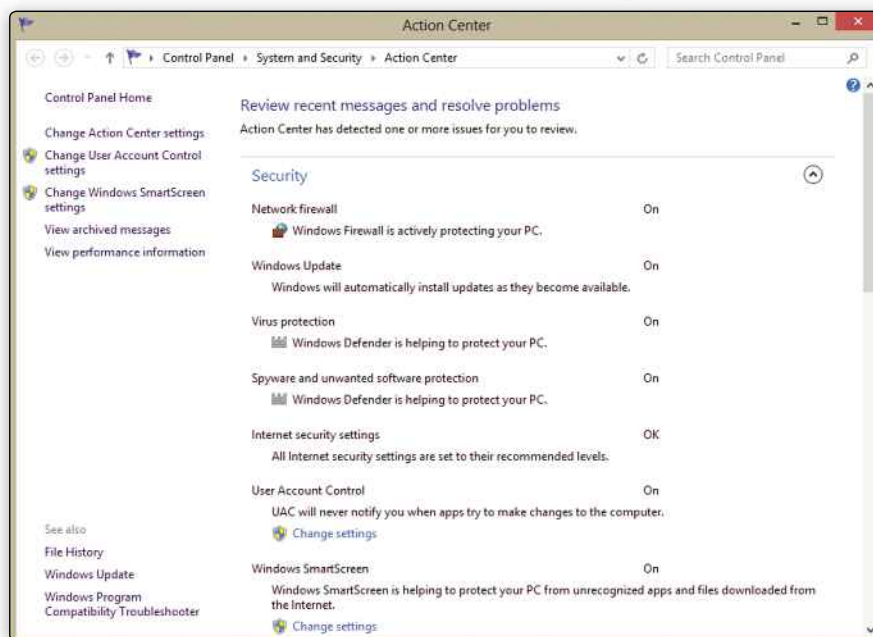 Action Center
Control Panel ▸ System and Security ▸ Action Center
Search Control Panel
Control Panel Home
Change Action Center settings
Change User Account Control
settings
Change Windows SmartScreen
settings
View archived messages
View performance information
See also
File History
Windows Update
Windows Program
Compatibility Troubleshooter
Review recent messages and resolve problems
Action Center has detected one or more issues for you to review.
Security
Network firewall On
Windows Firewall is actively protecting your PC.
Windows Update On
Windows will automatically install updates as they become available.
Virus protection On
Windows Defender is helping to protect your PC.
Spyware and unwanted software protection On
Windows Defender is helping to protect your PC.
Internet security settings OK
All Internet security settings are set to their recommended levels.
User Account Control On
UAC will never notify you when apps try to make changes to the computer.
Change settings
Windows SmartScreen On
Windows SmartScreen is helping to protect your PC from unrecognized apps and files downloaded from
the Internet.
Change settings